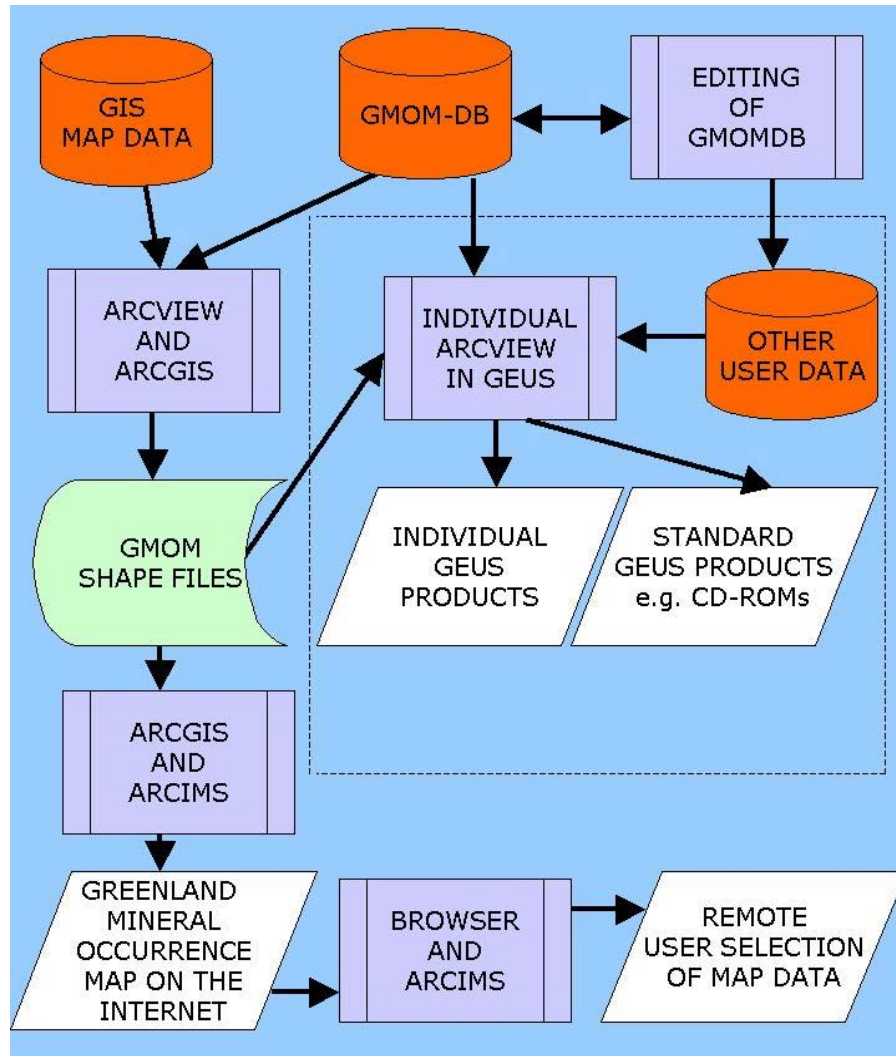 GIS
MAP DATA
GMOM-DB
EDITING
OF
GMOMDB
ARCVIEW
AND
ARCGIS
INDIVIDUAL
ARCVIEW
IN GEUS
OTHER
USER DATA
GMOM
SHAPE FILES
INDIVIDUAL
GEUS
PRODUCTS
STANDARD
GEUS PRODUCTS
e.g. CD-ROMs
ARCGIS
AND
ARCIMS
GREENLAND
MINERAL
OCCURRENCE
MAP ON THE
INTERNET
BROWSER
AND
ARCIMS
REMOTE
USER SELECTION
OF MAP DATA